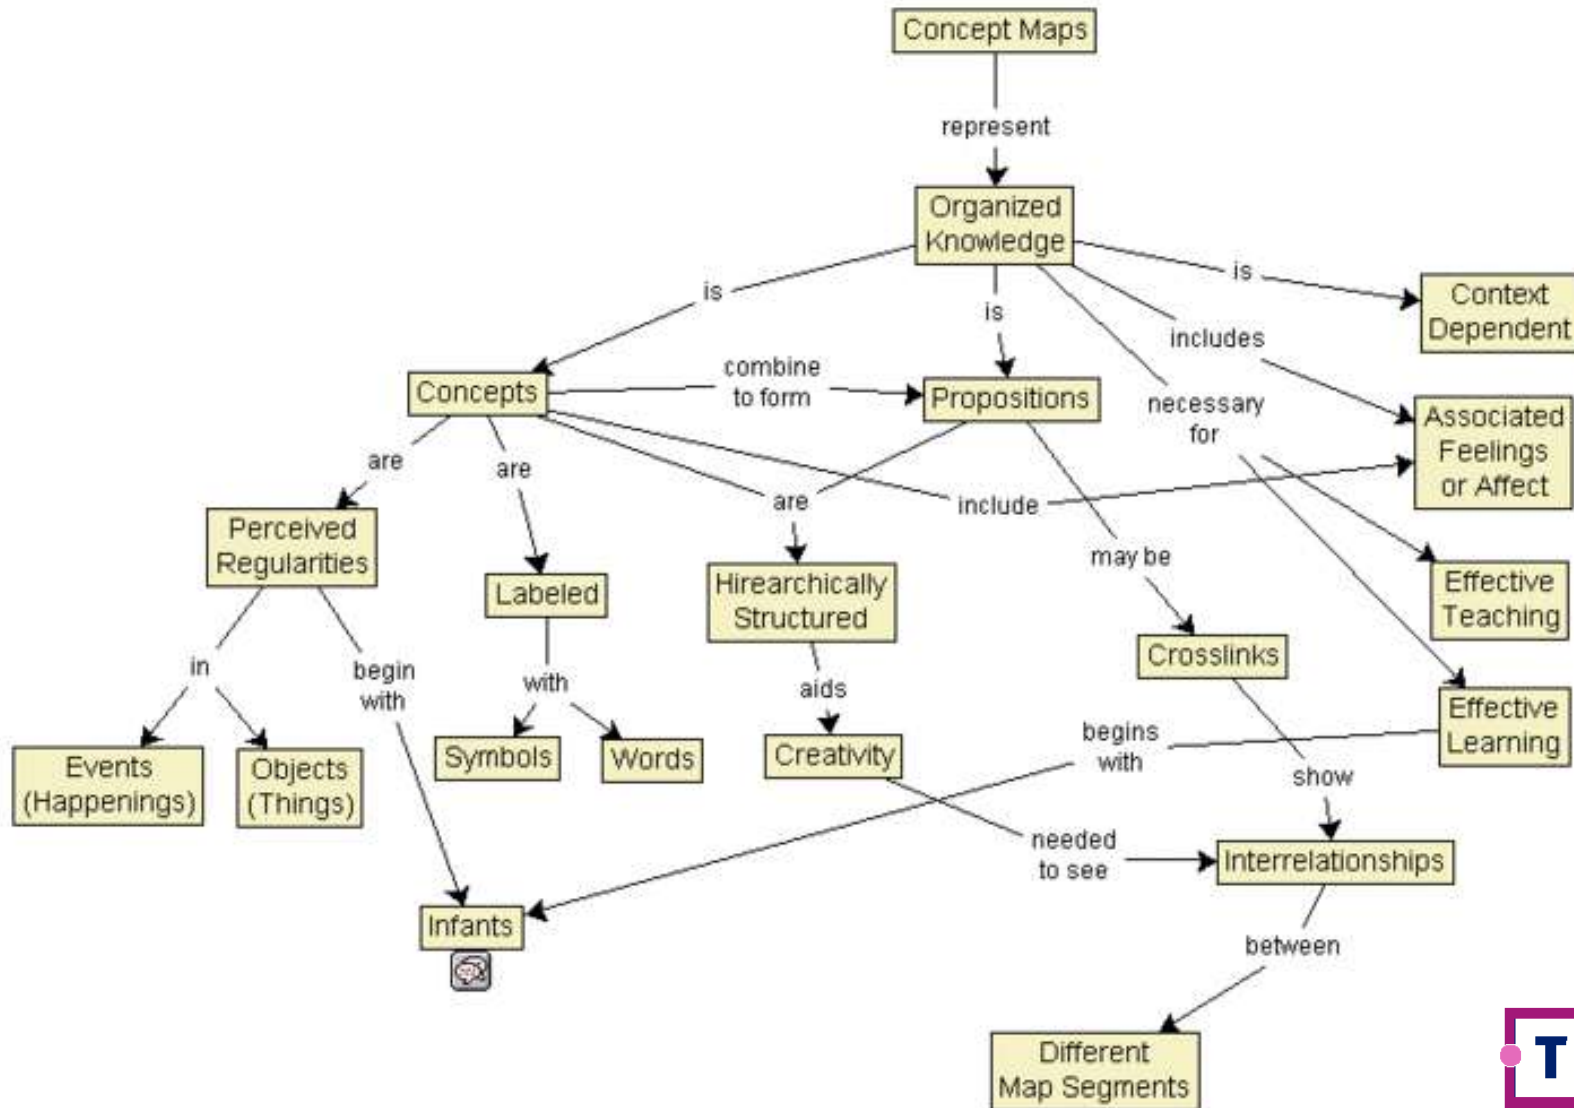 Concept Maps
represent
Organized
Knowledge
is
is
is
Context
Dependent
includes
combine
to form
Concepts
Propositions
necessary
for
Associated
Feelings
or Affect
are
are
are
include
Perceived
Regularities
may be
Labeled
Hirearchically
Structured
Effective
Teaching
Crosslinks
in
begin
with
with
aids
Effective
Learning
begins
with
Events
(Happenings)
Objects
(Things)
Symbols
Words
Creativity
show
needed
to see
Interrelationships
Infants
between
Different
Map Segments
T